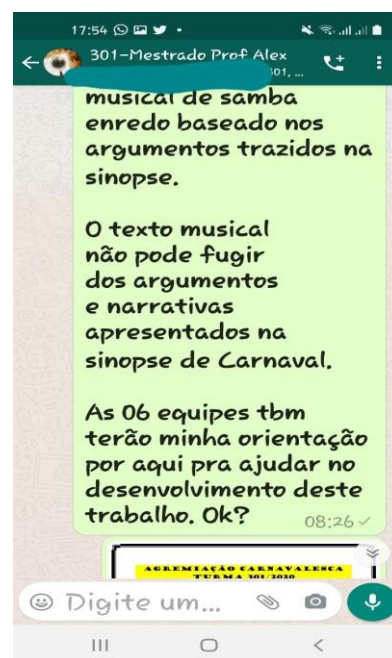 17:54
301-Mestrado Prof Alex
301, ...
musical de samba
enredo baseado nos
argumentos trazidos na
sinopse.
O texto musical
não pode fugir
dos argumentos
e narrativas
apresentados na
sinopse de Carnaval.
As 06 equipes tbm
terão minha orientação
por aqui pra ajudar no
desenvolvimento deste
trabalho. Ok?
08:26
AGREMIAÇÃO CARNAVALESCA
TURMA 301/2020
Digite um...